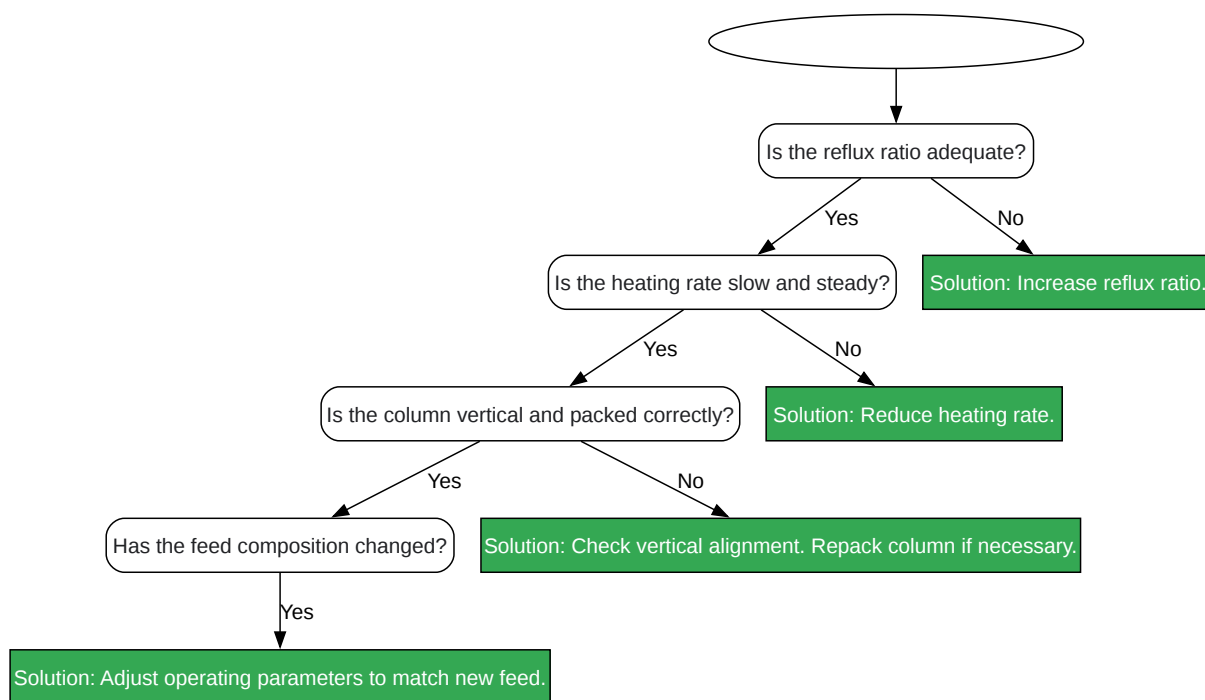 Is the reflux ratio adequate?
Yes
No
Is the heating rate slow and steady?
Solution: Increase reflux ratio.
Yes
No
Is the column vertical and packed correctly?
Solution: Reduce heating rate.
Yes
No
Has the feed composition changed?
Solution: Check vertical alignment. Repack column if necessary.
Yes
Solution: Adjust operating parameters to match new feed.